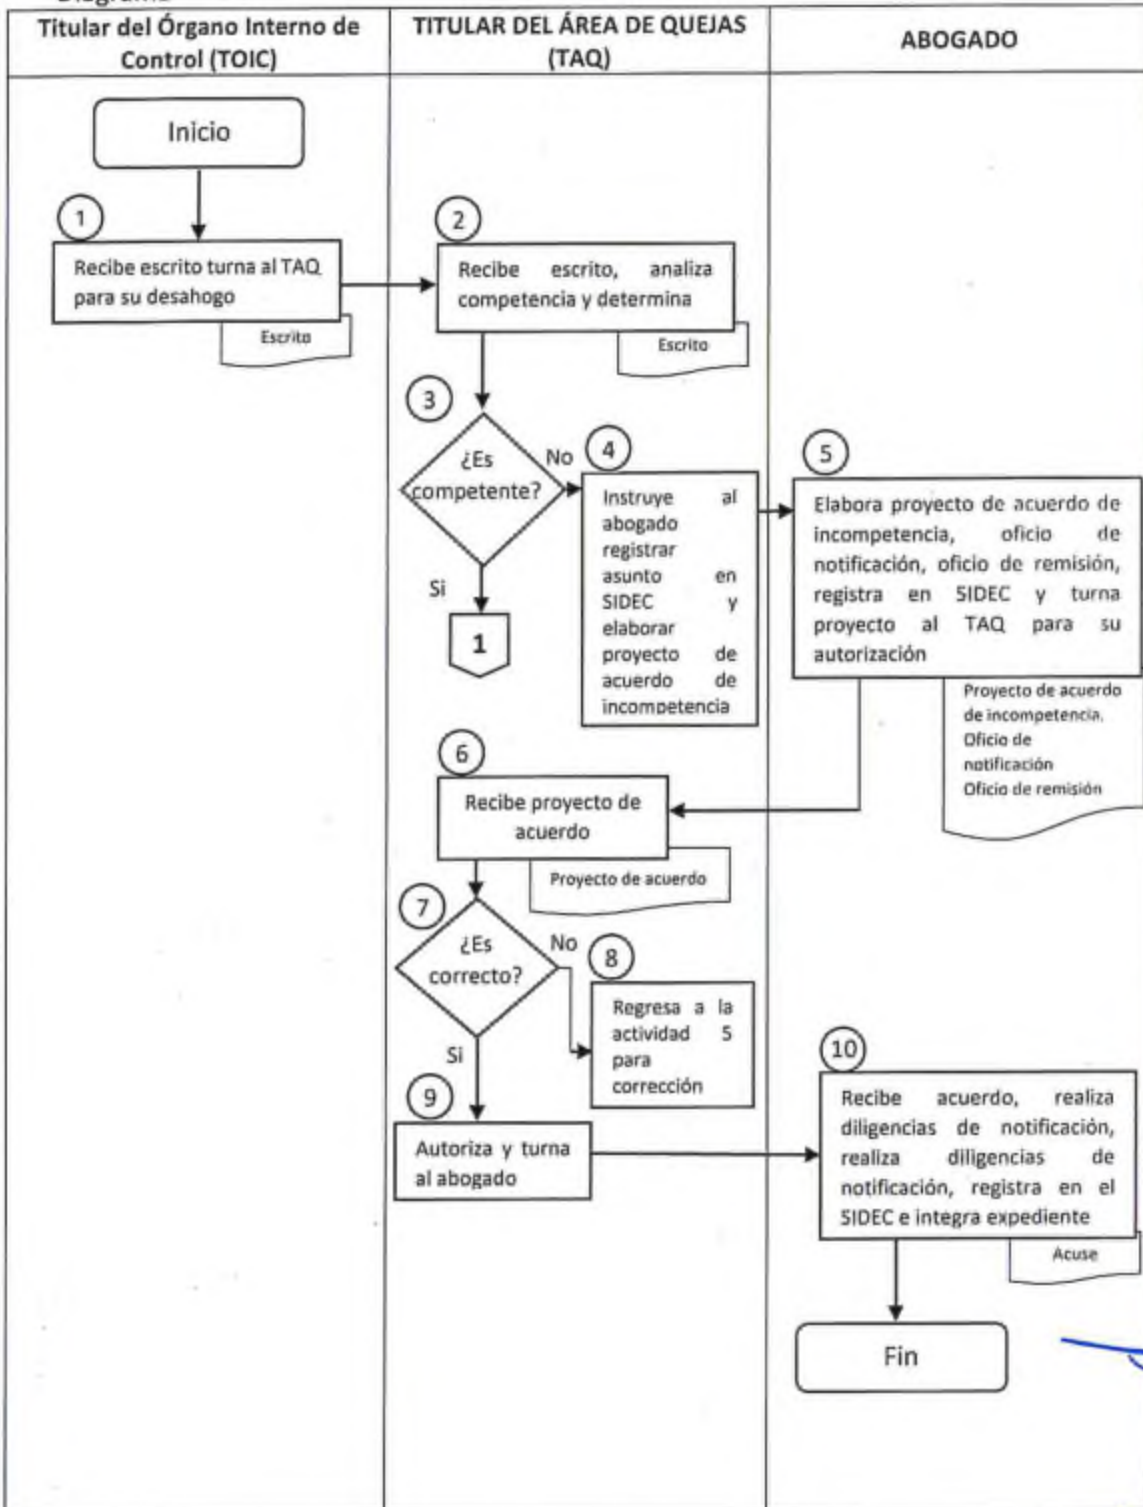 Diagrama
Titular del Órgano Interno de
Control (TOIC)
TITULAR DEL ÁREA DE QUEJAS
(TAQ)
ABOGADO
Inicio
1
Recibe escrito turna al TAQ
para su desahogo
Escrito
2
Recibe escrito, analiza
competencia y determina
Escrito
3
¿Es
competente?
No
Si
1
4
Instruye al
abogado
registrar
asunto en
SIDEC y
elaborar
proyecto de
acuerdo de
incompetencia
5
Elabora proyecto de acuerdo de
incompetencia, oficio de
notificación, oficio de remisión,
registra en SIDEC y turna
proyecto al TAQ para su
autorización
Proyecto de acuerdo
de incompetencia.
Oficio de
notificación
Oficio de remisión
6
Recibe proyecto de
acuerdo
Proyecto de acuerdo
7
¿Es
correcto?
No
Si
8
Regresa a la
actividad 5
para
corrección
9
Autoriza y turna
al abogado
10
Recibe acuerdo, realiza
diligencias de notificación,
realiza diligencias de
notificación, registra en el
SIDEC e integra expediente
Acuse
Fin